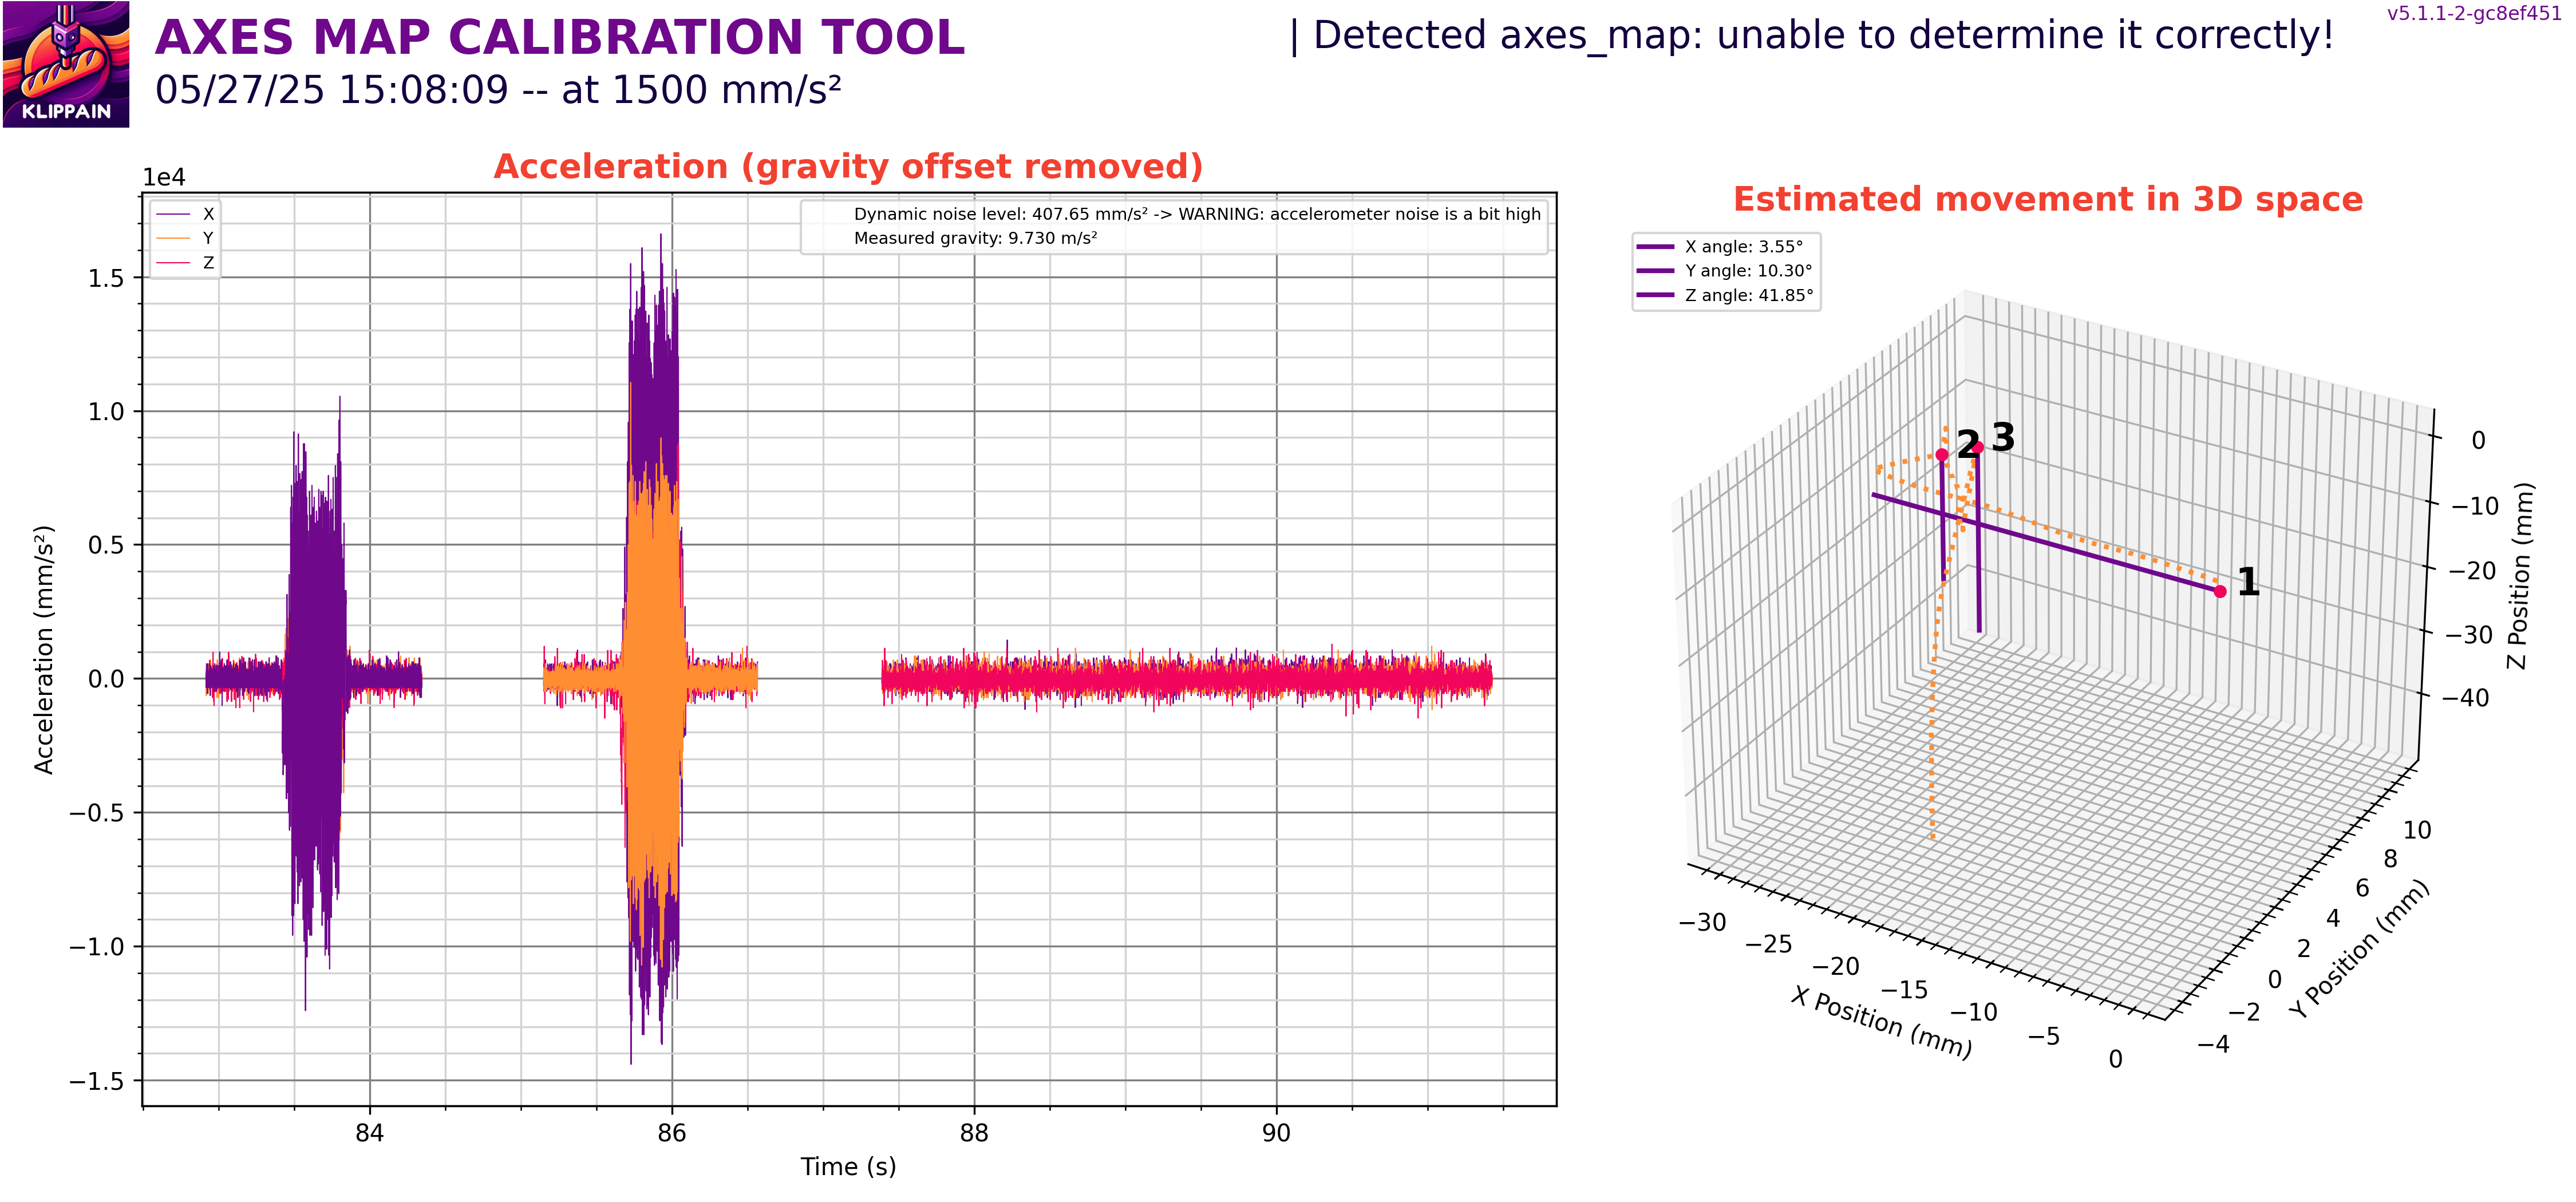 KLIPPAIN
AXES MAP CALIBRATION TOOL
05/27/25 15:08:09 -- at 1500 mm/s²
| Detected axes_map: unable to determine it correctly!
v5.1.1-2-gc8ef451
Acceleration (gravity offset removed)
1e4
X
Y
Z
Dynamic noise level: 407.65 mm/s² -> WARNING: accelerometer noise is a bit high
Measured gravity: 9.730 m/s²
1.5
1.0
0.5
0.0
−0.5
−1.0
−1.5
Acceleration (mm/s²)
84
86
88
90
Time (s)
Estimated movement in 3D space
X angle: 3.55°
Y angle: 10.30°
Z angle: 41.85°
2
3
1
0
−10
−20
−30
−40
Z Position (mm)
10
8
6
4
2
0
−2
−4
Y Position (mm)
−30
−25
−20
−15
−10
−5
0
X Position (mm)